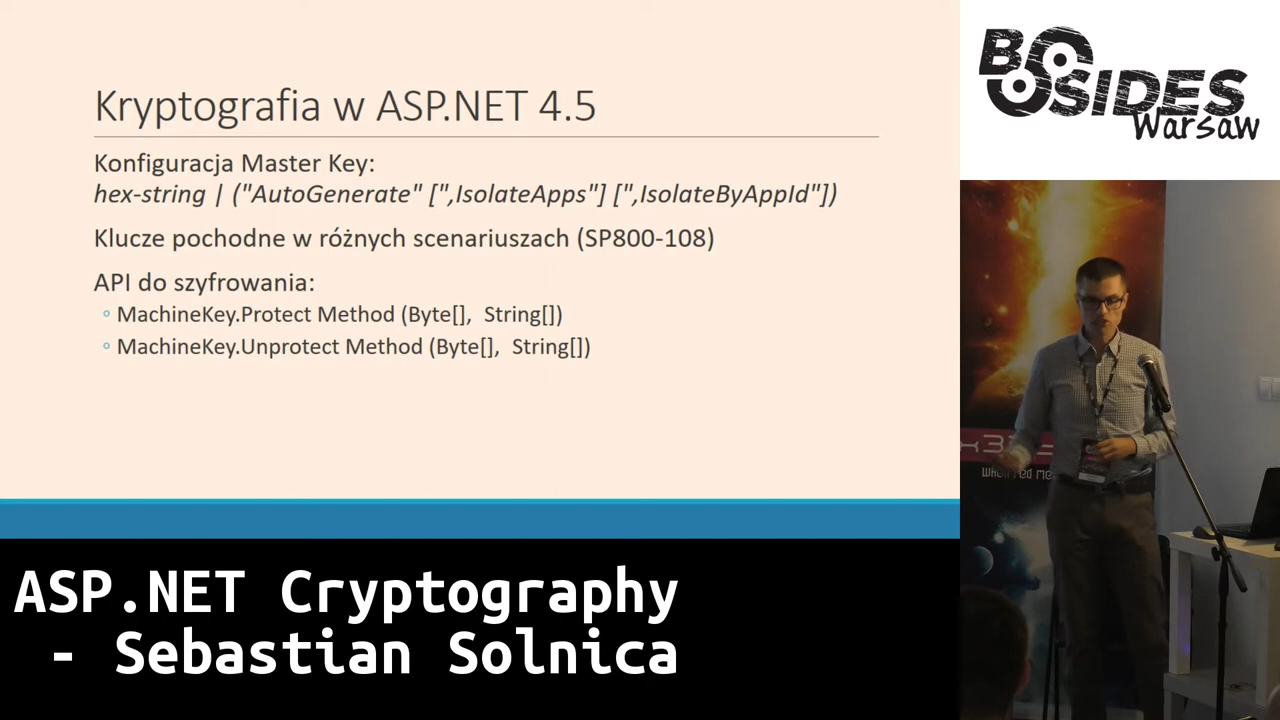 Kryptografia w ASP.NET 4.5
Konfiguracja Master Key:
hex-string | ("AutoGenerate" [",IsolateApps"] [",IsolateByAppId"])
Klucze pochodne w różnych scenariuszach (SP800-108)
API do szyfrowania:
◦ MachineKey.Protect Method (Byte[], String[])
◦ MachineKey.Unprotect Method (Byte[], String[])
ASP.NET Cryptography
- Sebastian Solnica
BSIDES
Warsaw